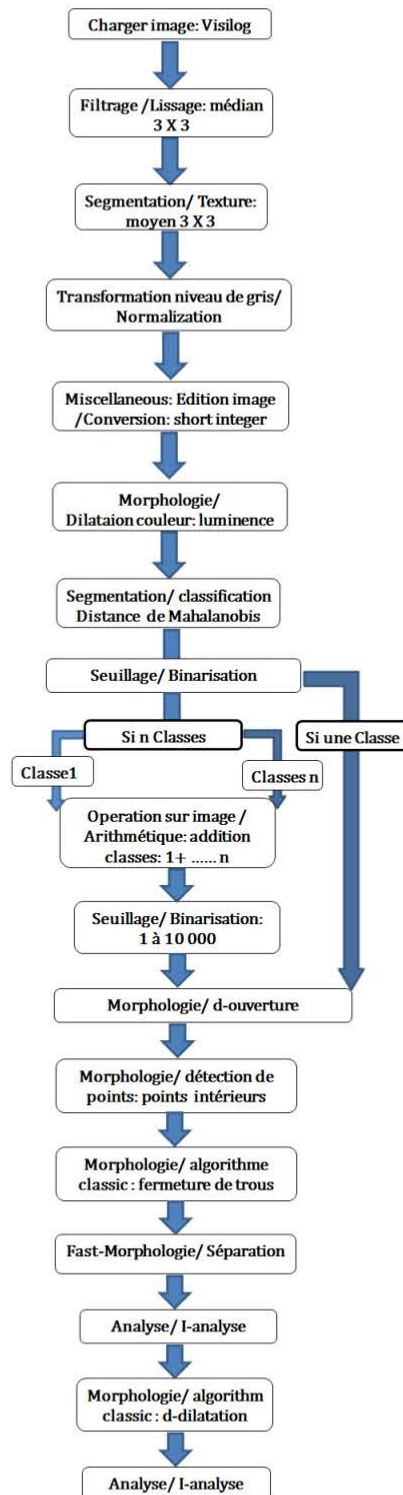 Charger image: Visilog
Filtrage /Lissage: médian
3 X 3
Segmentation/ Texture:
moyen 3 X 3
Transformation niveau de gris/
Normalization
Miscellaneous: Edition image
/Conversion: short integer
Morphologie/
Dilataion couleur: luminence
Segmentation/ classification
Distance de Mahalanobis
Seuillage/ Binarisation
Si n Classes
Si une Classe
Classe1
Classes n
Operation sur image /
Arithmétique: addition
classes: 1+ ...... n
Seuillage/ Binarisation:
1 à 10 000
Morphologie/ d-ouverture
Morphologie/ détection de
points: points intérieurs
Morphologie/ algorithme
classic : fermeture de trous
Fast-Morphologie/ Séparation
Analyse/ I-analyse
Morphologie/ algorithm
classic : d-dilatation
Analyse/ I-analyse